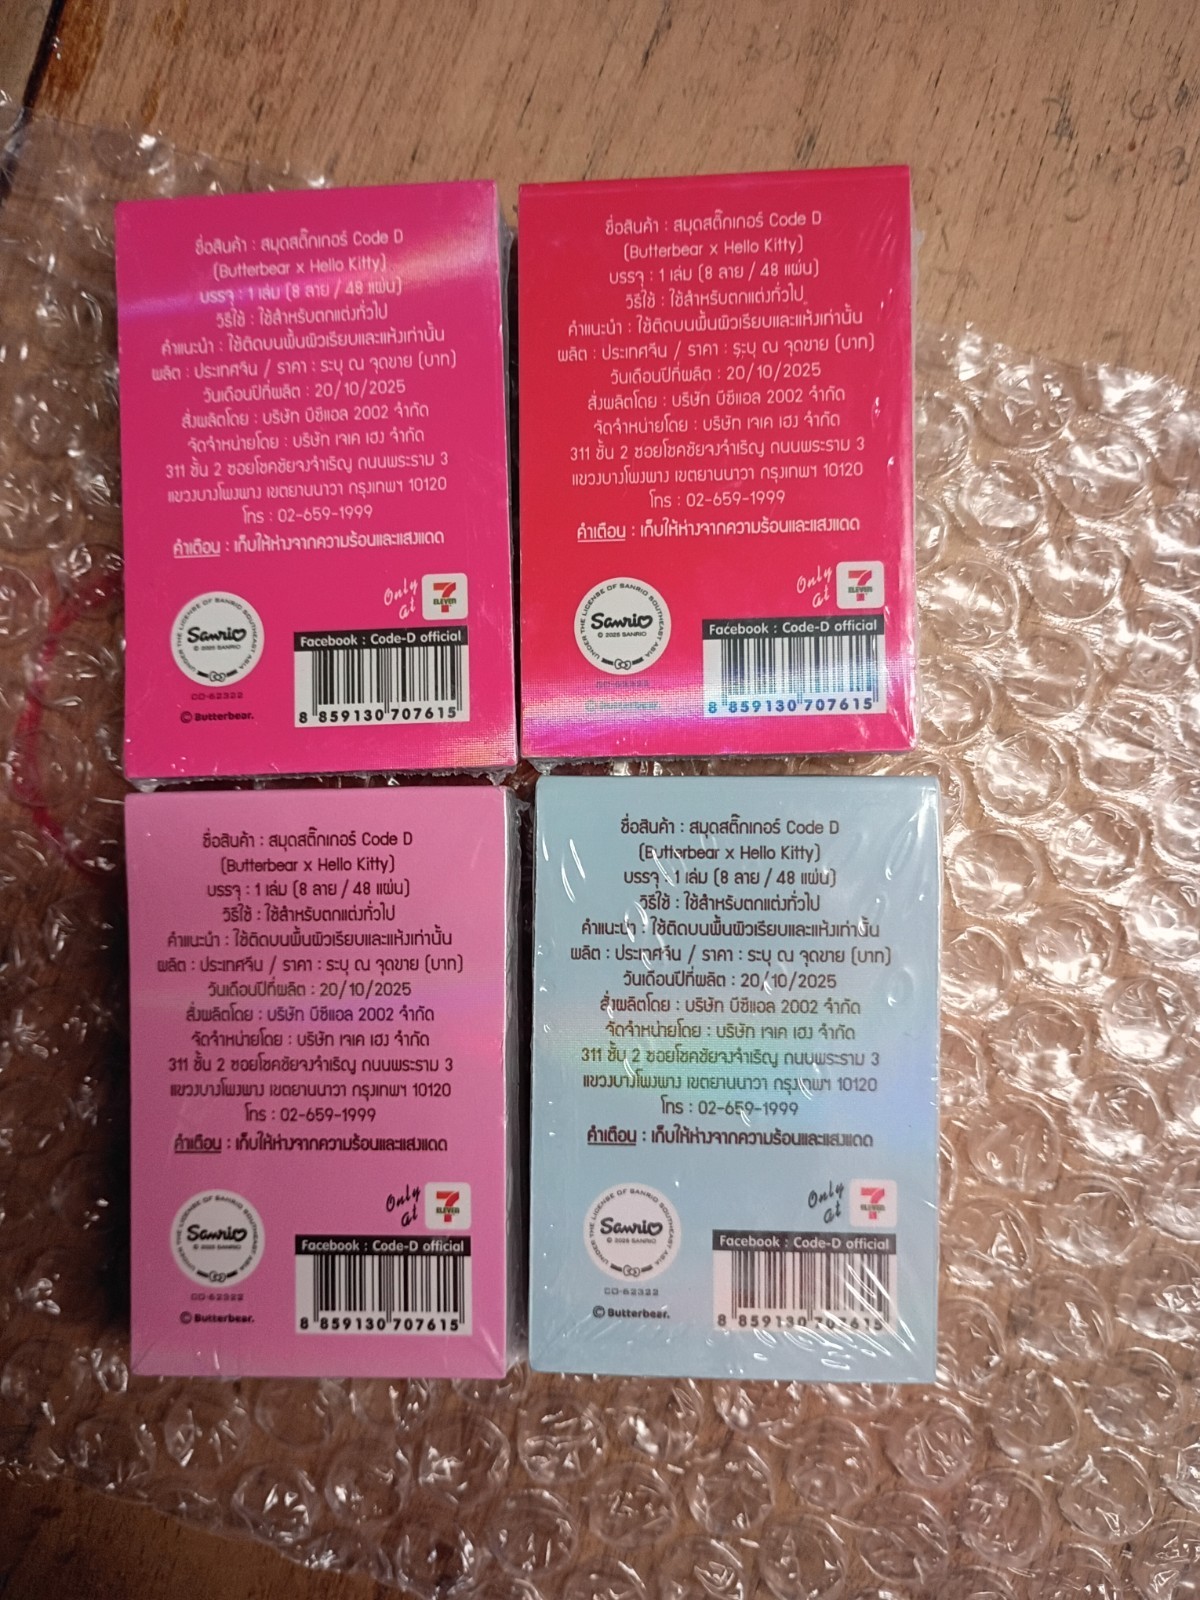 ชื่อสินค้า : สมุดสติ๊กเกอร์ Code D
(Butterbear x Hello Kitty)
บรรจุ : 1 เล่ม (8 ลาย / 48 แผ่น)
วิธีใช้ : ใช้สำหรับตกแต่งทั่วไป
คำแนะนำ : ใช้ติดบนพื้นผิวเรียบและแห้งเท่านั้น
ผลิต : ประเทศจีน / ราคา : ระบุ ณ จุดขาย (บาท)
วันเดือนปีที่ผลิต : 20/10/2025
สั่งผลิตโดย : บริษัท บีซีแอล 2002 จำกัด
จัดจำหน่ายโดย : บริษัท เจเค เฮง จำกัด
311 ชั้น 2 ซอยโชคชัยจงจำเริญ ถนนพระราม 3
แขวงบางโพงพาง เขตยานนาวา กรุงเทพฯ 10120
โทร : 02-659-1999
คำเตือน : เก็บให้ห่างจากความร้อนและแสงแดด
UNDER THE LICENSE OF SANRIO SOUTHEAST ASIA
Sanrio
© 2025 SANRIO
CD-62322
© Butterbear.
Only
at
7
ELEVEN
Facebook : Code-D official
8 859130 707615
ชื่อสินค้า : สมุดสติ๊กเกอร์ Code D
(Butterbear x Hello Kitty)
บรรจุ : 1 เล่ม (8 ลาย / 48 แผ่น)
วิธีใช้ : ใช้สำหรับตกแต่งทั่วไป
คำแนะนำ : ใช้ติดบนพื้นผิวเรียบและแห้งเท่านั้น
ผลิต : ประเทศจีน / ราคา : ระบุ ณ จุดขาย (บาท)
วันเดือนปีที่ผลิต : 20/10/2025
สั่งผลิตโดย : บริษัท บีซีแอล 2002 จำกัด
จัดจำหน่ายโดย : บริษัท เจเค เฮง จำกัด
311 ชั้น 2 ซอยโชคชัยจงจำเริญ ถนนพระราม 3
แขวงบางโพงพาง เขตยานนาวา กรุงเทพฯ 10120
โทร : 02-659-1999
คำเตือน : เก็บให้ห่างจากความร้อนและแสงแดด
UNDER THE LICENSE OF SANRIO SOUTHEAST ASIA
Sanrio
© 2025 SANRIO
© Butterbear.
Only
at
7
ELEVEN
Facebook : Code-D official
8 859130 707615
ชื่อสินค้า : สมุดสติ๊กเกอร์ Code D
(Butterbear x Hello Kitty)
บรรจุ : 1 เล่ม (8 ลาย / 48 แผ่น)
วิธีใช้ : ใช้สำหรับตกแต่งทั่วไป
คำแนะนำ : ใช้ติดบนพื้นผิวเรียบและแห้งเท่านั้น
ผลิต : ประเทศจีน / ราคา : ระบุ ณ จุดขาย (บาท)
วันเดือนปีที่ผลิต : 20/10/2025
สั่งผลิตโดย : บริษัท บีซีแอล 2002 จำกัด
จัดจำหน่ายโดย : บริษัท เจเค เฮง จำกัด
311 ชั้น 2 ซอยโชคชัยจงจำเริญ ถนนพระราม 3
แขวงบางโพงพาง เขตยานนาวา กรุงเทพฯ 10120
โทร : 02-659-1999
คำเตือน : เก็บให้ห่างจากความร้อนและแสงแดด
UNDER THE LICENSE OF SANRIO SOUTHEAST ASIA
Sanrio
© 2025 SANRIO
CD-62322
© Butterbear.
Only
at
7
ELEVEN
Facebook : Code-D official
8 859130 707615
ชื่อสินค้า : สมุดสติ๊กเกอร์ Code D
(Butterbear x Hello Kitty)
บรรจุ : 1 เล่ม (8 ลาย / 48 แผ่น)
วิธีใช้ : ใช้สำหรับตกแต่งทั่วไป
คำแนะนำ : ใช้ติดบนพื้นผิวเรียบและแห้งเท่านั้น
ผลิต : ประเทศจีน / ราคา : ระบุ ณ จุดขาย (บาท)
วันเดือนปีที่ผลิต : 20/10/2025
สั่งผลิตโดย : บริษัท บีซีแอล 2002 จำกัด
จัดจำหน่ายโดย : บริษัท เจเค เฮง จำกัด
311 ชั้น 2 ซอยโชคชัยจงจำเริญ ถนนพระราม 3
แขวงบางโพงพาง เขตยานนาวา กรุงเทพฯ 10120
โทร : 02-659-1999
คำเตือน : เก็บให้ห่างจากความร้อนและแสงแดด
UNDER THE LICENSE OF SANRIO SOUTHEAST ASIA
Sanrio
© 2025 SANRIO
CD-62322
© Butterbear.
Only
at
7
ELEVEN
Facebook : Code-D official
8 859130 707615